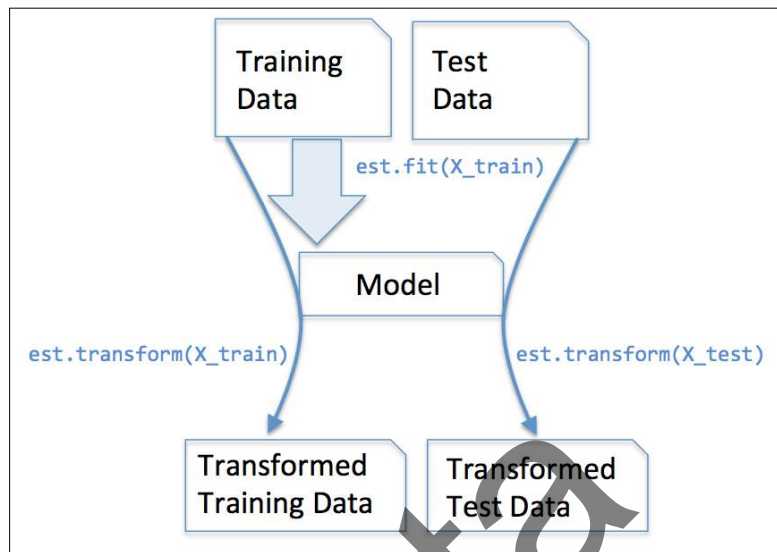 Training
Data
Test
Data
est.fit(X_train)
Model
est.transform(X_train)
est.transform(X_test)
Transformed
Training Data
Transformed
Test Data